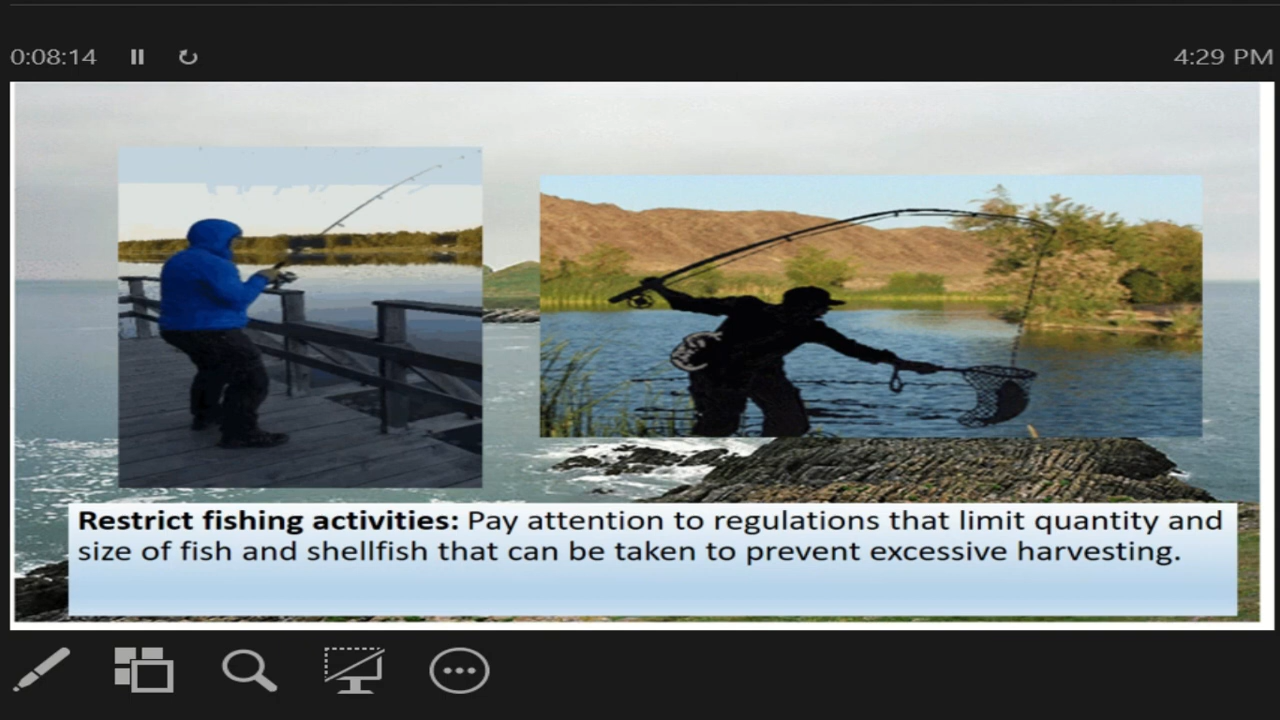 0:08:14
4:29 PM
Restrict fishing activities: Pay attention to regulations that limit quantity and
size of fish and shellfish that can be taken to prevent excessive harvesting.